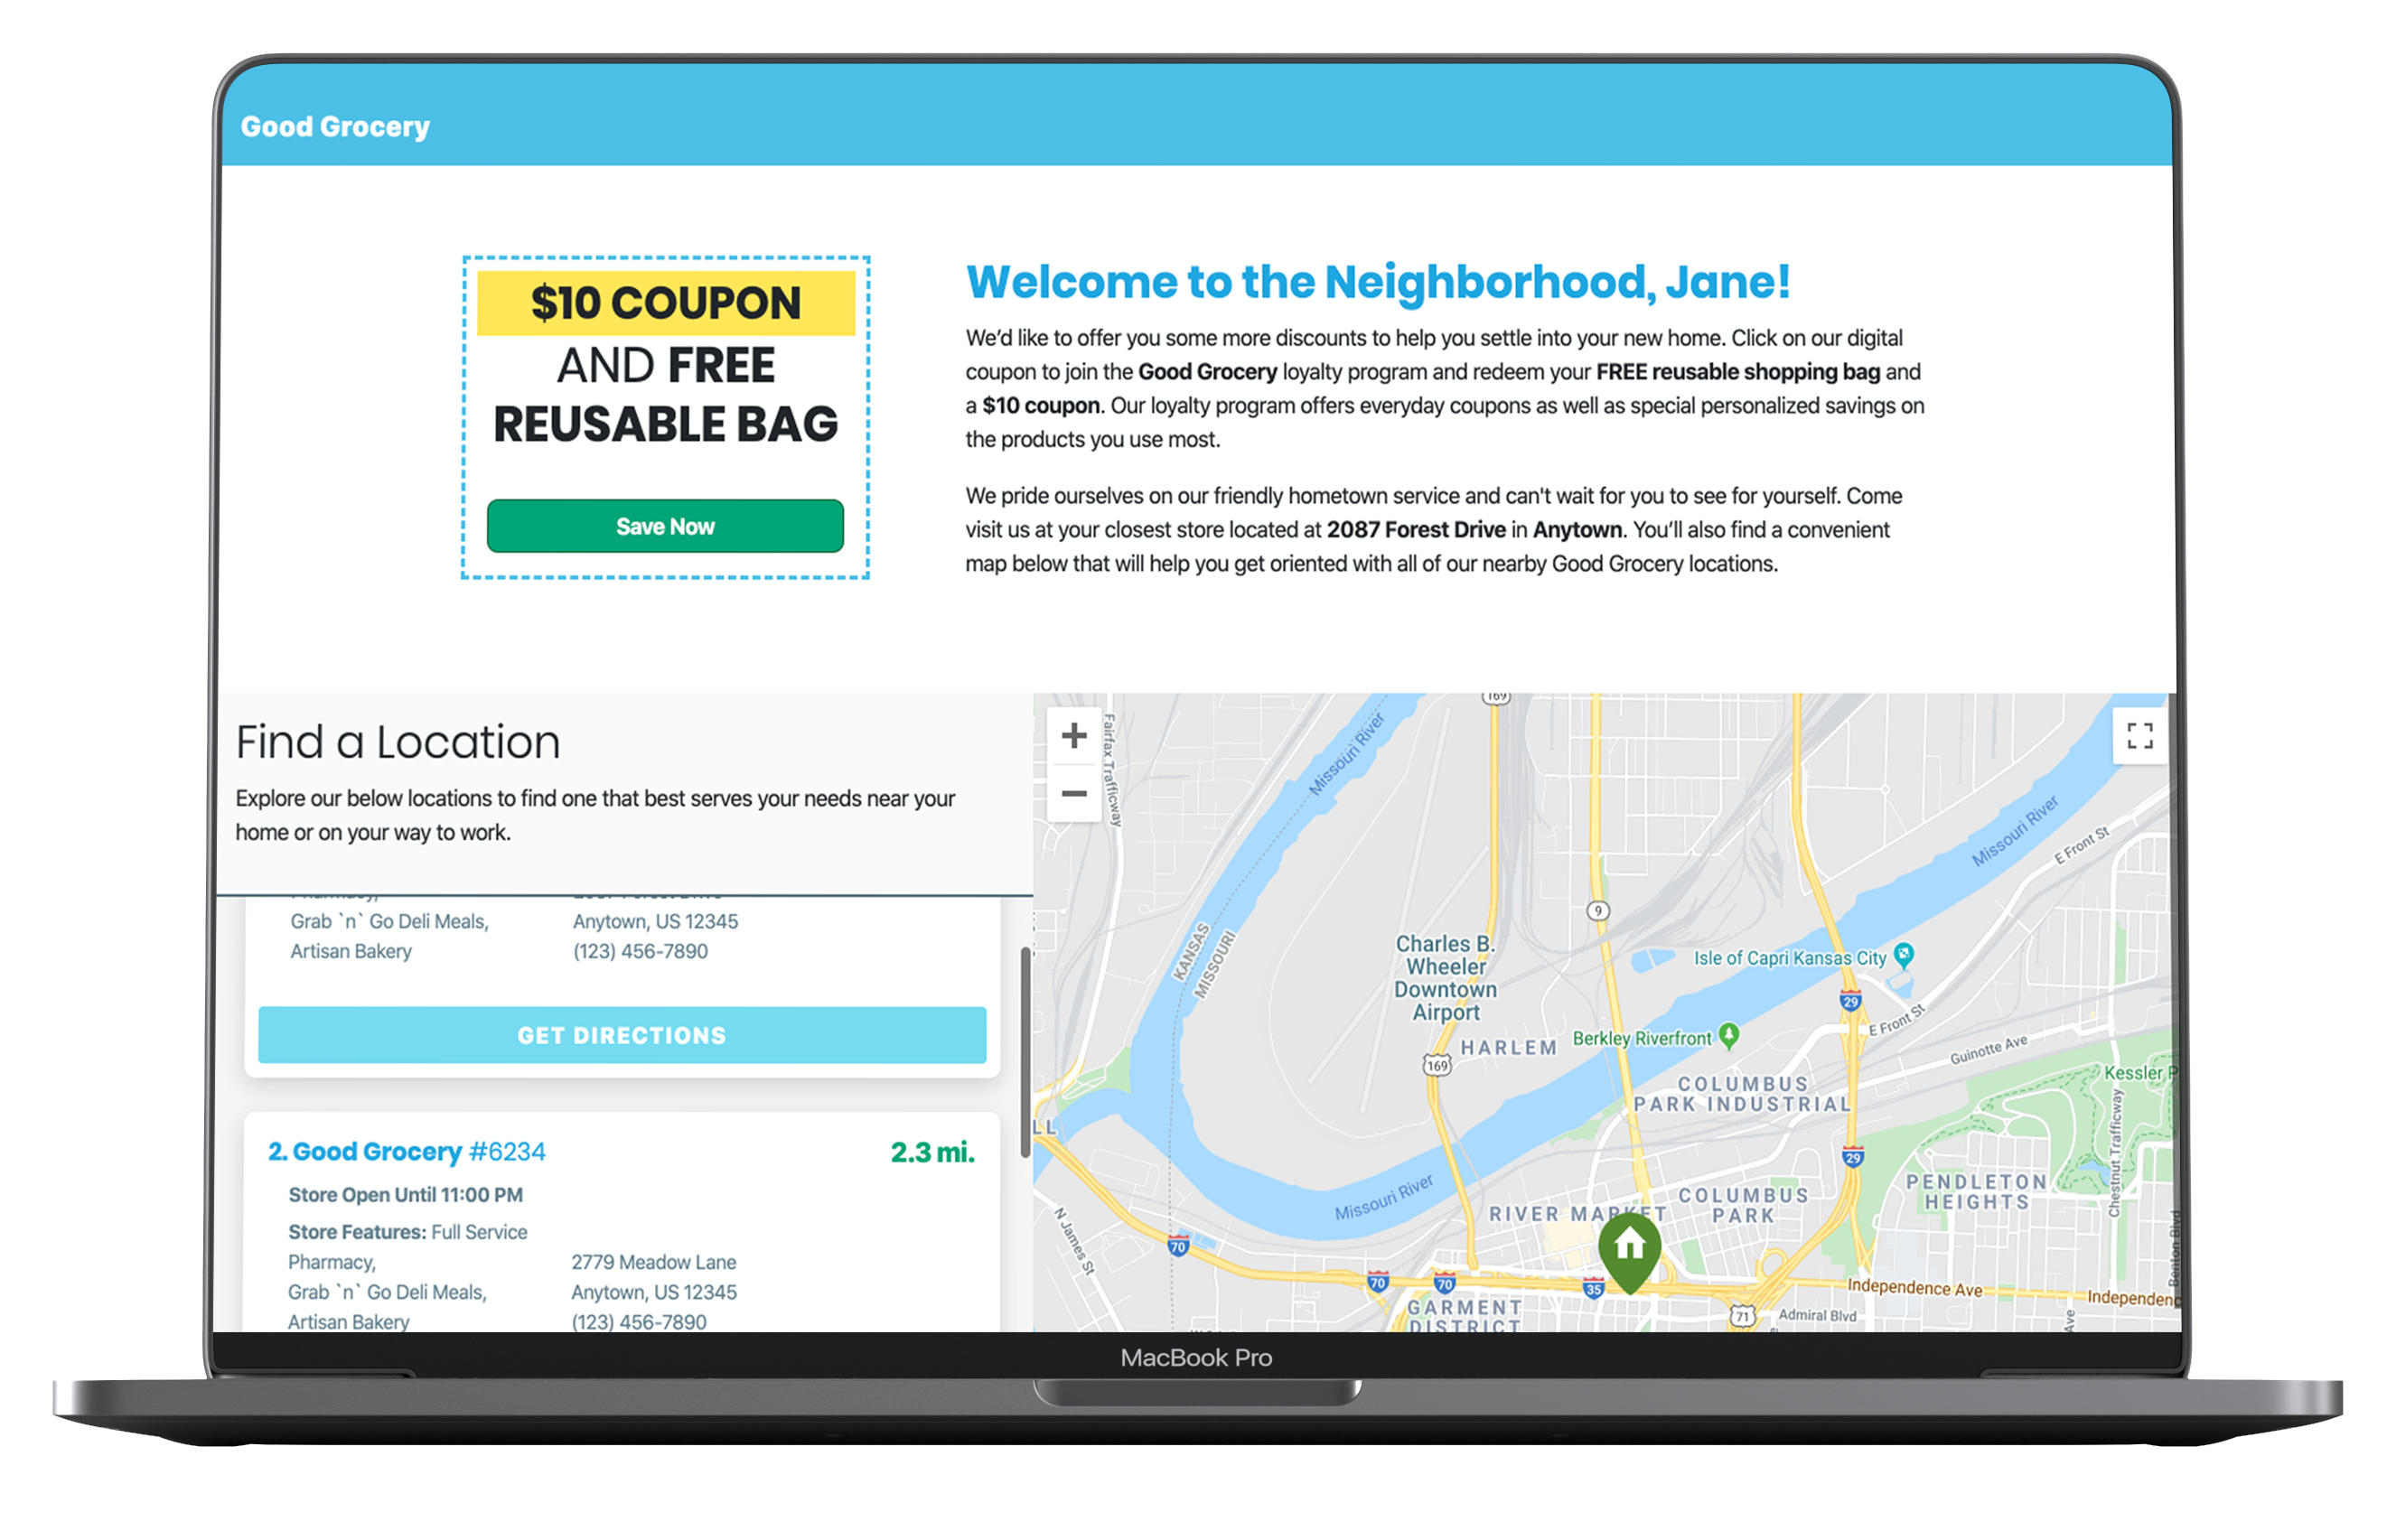 Good Grocery
$10 COUPON
AND FREE
REUSABLE BAG
Save Now
Welcome to the Neighborhood, Jane!
We’d like to offer you some more discounts to help you settle into your new home. Click on our digital
coupon to join the Good Grocery loyalty program and redeem your FREE reusable shopping bag and
a $10 coupon. Our loyalty program offers everyday coupons as well as special personalized savings on
the products you use most.
We pride ourselves on our friendly hometown service and can't wait for you to see for yourself. Come
visit us at your closest store located at 2087 Forest Drive in Anytown. You’ll also find a convenient
map below that will help you get oriented with all of our nearby Good Grocery locations.
Find a Location
Explore our below locations to find one that best serves your needs near your
home or on your way to work.
Grab `n` Go Deli Meals,
Artisan Bakery
Anytown, US 12345
(123) 456-7890
GET DIRECTIONS
2. Good Grocery #6234
2.3 mi.
Store Open Until 11:00 PM
Store Features: Full Service
Pharmacy,
Grab `n` Go Deli Meals,
Artisan Bakery
2779 Meadow Lane
Anytown, US 12345
(123) 456-7890
Fairfax Trafficway
169
Missouri River
Missouri River
E Front St
9
KANSAS
MISSOURI
Charles B.
Wheeler
Downtown
Airport
Isle of Capri Kansas City
29
E Front St
HARLEM
Berkley Riverfront
169
Guinotte Ave
Kessler P
COLUMBUS
PARK INDUSTRIAL
Chestnut Trafficway
LL
29
Missouri River
PENDLETON
HEIGHTS
COLUMBUS
PARK
RIVER MARKET
N James St
70
70
70
35
Benton Blvd
Independence Ave
Independenc
GARMENT
DISTRICT
71
Admiral Blvd
Ave
MacBook Pro